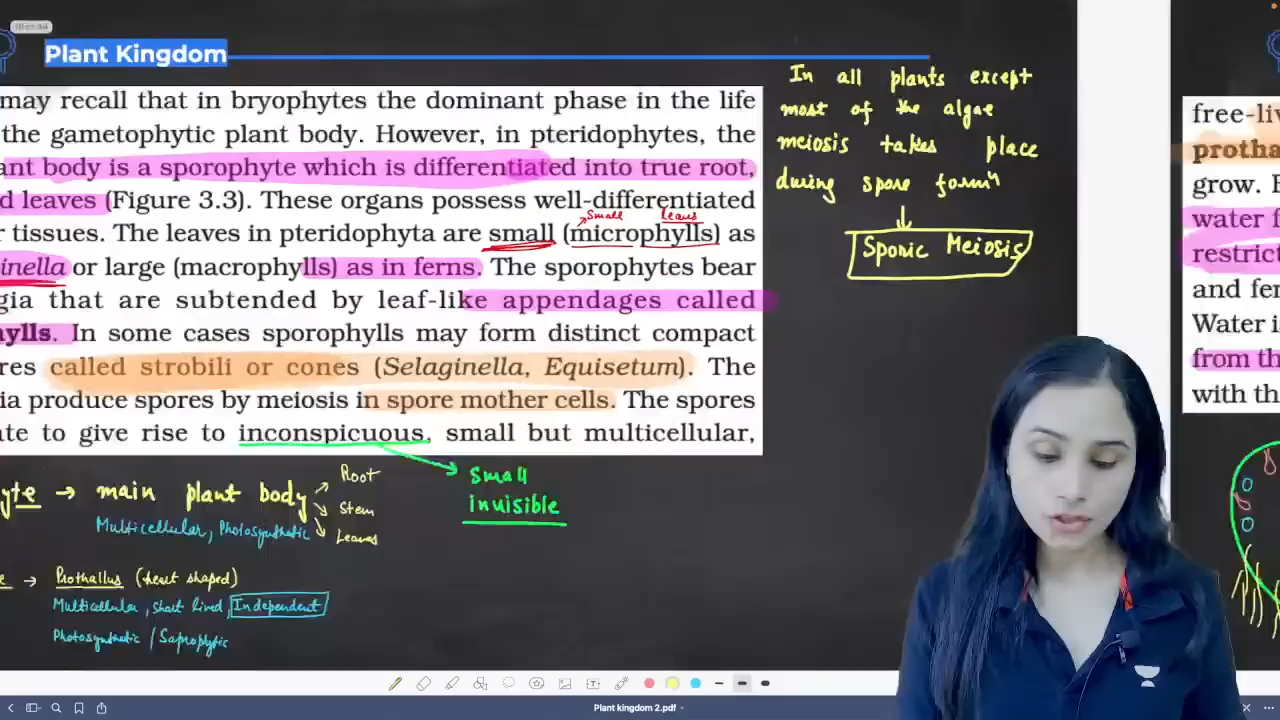 Plant Kingdom
may recall that in bryophytes the dominant phase in the life
the gametophytic plant body. However, in pteridophytes, the
ant body is a sporophyte which is differentiated into true root,
d leaves (Figure 3.3). These organs possess well-differentiated
Small leaves
r tissues. The leaves in pteridophyta are small (microphylls) as
inella or large (macrophylls) as in ferns. The sporophytes bear
gia that are subtended by leaf-like appendages called
hylls. In some cases sporophylls may form distinct compact
res called strobili or cones (Selaginella, Equisetum). The
ia produce spores by meiosis in spore mother cells. The spores
ate to give rise to inconspicuous, small but multicellular,
Small
invisible
yte → main plant body
Root
Stem
Leaves
Multicellular, Photosynthetic
e → Prothallus (heart shaped)
Multicellular, short lived, Independent
Photosynthetic / Saprophytic
In all plants except
most of the algae
meiosis takes place
during spore formn
Sporic Meiosis
free-liv
protha
grow.
water f
restrict
and fer
Water i
from th
with tha
Plant kingdom 2.pdf